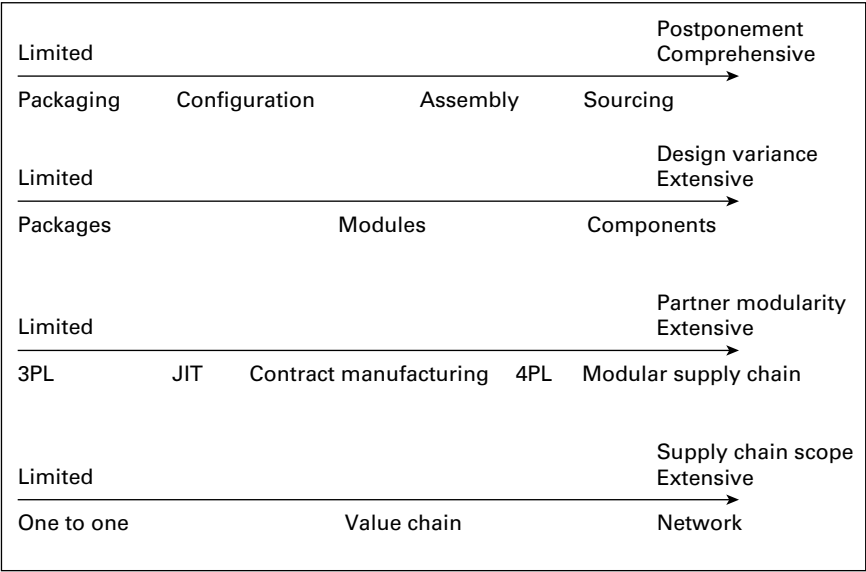 Postponement
Limited Comprehensive
Packaging Configuration Assembly Sourcing
Design variance
Limited Extensive
Packages Modules Components
Partner modularity
Limited Extensive
3PL JIT Contract manufacturing 4PL Modular supply chain
Supply chain scope
Limited Extensive
One to one Value chain Network